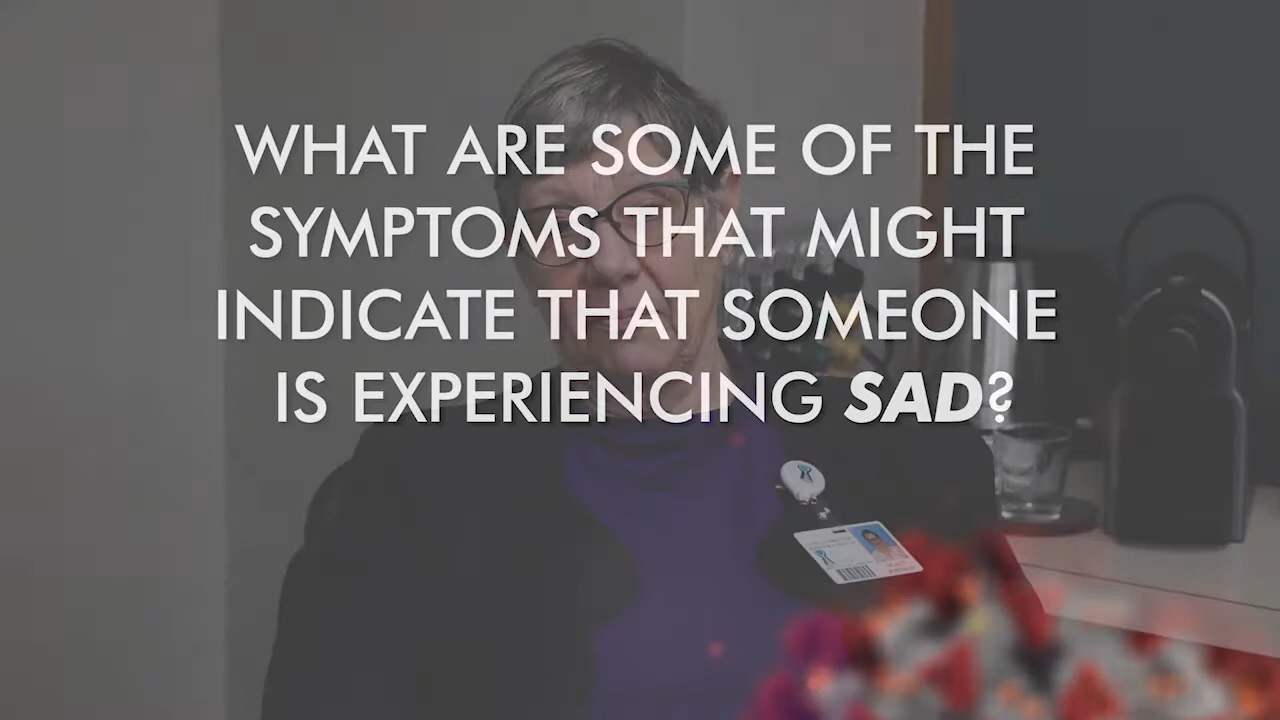 WHAT ARE SOME OF THE
SYMPTOMS THAT MIGHT
INDICATE THAT SOMEONE
IS EXPERIENCING SAD?